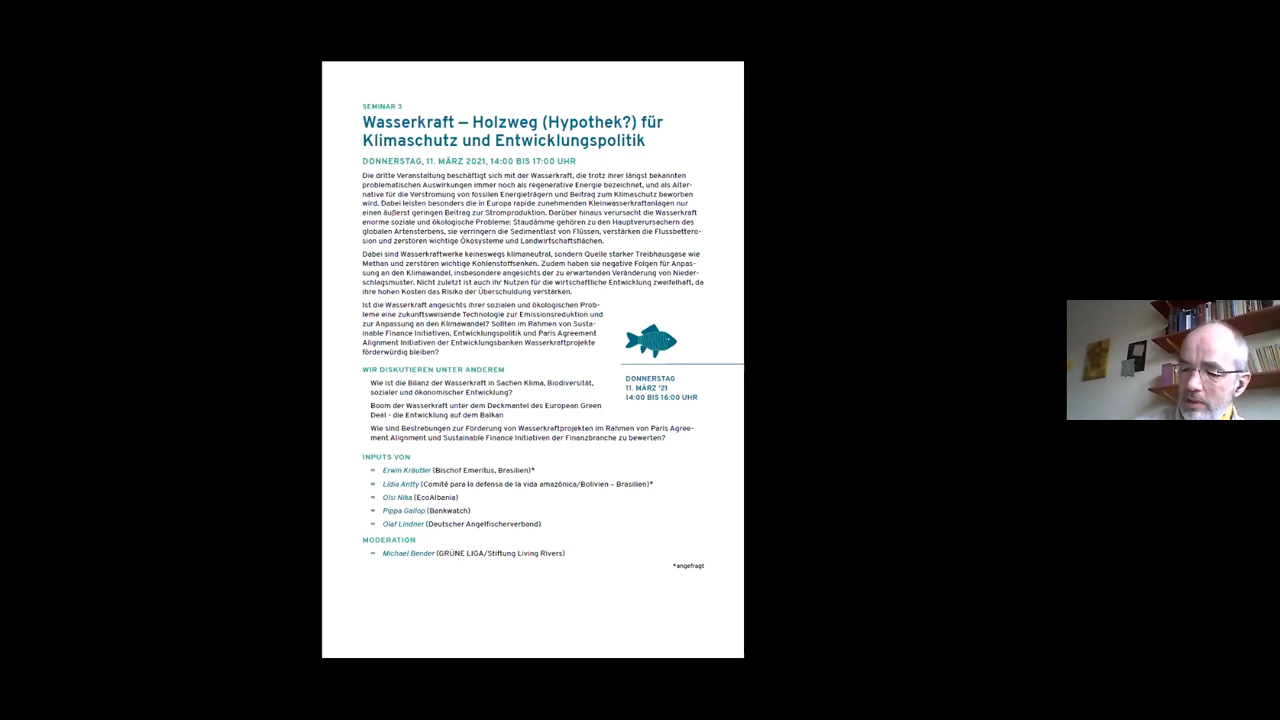 SEMINAR 3
Wasserkraft – Holzweg (Hypothek?) für
Klimaschutz und Entwicklungspolitik
DONNERSTAG, 11. MÄRZ 2021, 14:00 BIS 17:00 UHR
Die dritte Veranstaltung beschäftigt sich mit der Wasserkraft, die trotz ihrer längst bekannten
problematischen Auswirkungen immer noch als regenerative Energie bezeichnet, und als Alter-
native für die Verstromung von fossilen Energieträgern und Beitrag zum Klimaschutz beworben
wird. Dabei leisten besonders die in Europa rapide zunehmenden Kleinwasserkraftanlagen nur
einen äußerst geringen Beitrag zur Stromproduktion. Darüber hinaus verursacht die Wasserkraft
enorme soziale und ökologische Probleme: Staudämme gehören zu den Hauptverursachern des
globalen Artensterbens, sie verringern die Sedimentlast von Flüssen, verstärken die Flussbettero-
sion und zerstören wichtige Ökosysteme und Landwirtschaftsflächen.
Dabei sind Wasserkraftwerke keineswegs klimaneutral, sondern Quelle starker Treibhausgase wie
Methan und zerstören wichtige Kohlenstoffsenken. Zudem haben sie negative Folgen für Anpas-
sung an den Klimawandel, insbesondere angesichts der zu erwartenden Veränderung von Nieder-
schlagsmuster. Nicht zuletzt ist auch ihr Nutzen für die wirtschaftliche Entwicklung zweifelhaft, da
ihre hohen Kosten das Risiko der Überschuldung verstärken.
Ist die Wasserkraft angesichts ihrer sozialen und ökologischen Prob-
leme eine zukunftsweisende Technologie zur Emissionsreduktion und
zur Anpassung an den Klimawandel? Sollten im Rahmen von Susta-
inable Finance Initiativen, Entwicklungspolitik und Paris Agreement
Alignment Initiativen der Entwicklungsbanken Wasserkraftprojekte
förderwürdig bleiben?
WIR DISKUTIEREN UNTER ANDEREM
Wie ist die Bilanz der Wasserkraft in Sachen Klima, Biodiversität,
sozialer und ökonomischer Entwicklung?
Boom der Wasserkraft unter dem Deckmantel des European Green
Deal - die Entwicklung auf dem Balkan
Wie sind Bestrebungen zur Förderung von Wasserkraftprojekten im Rahmen von Paris Agree-
ment Alignment und Sustainable Finance Initiativen der Finanzbranche zu bewerten?
DONNERSTAG
11. MÄRZ '21
14:00 BIS 16:00 UHR
INPUTS VON
Erwin Kräutler (Bischof Emeritus, Brasilien)*
Lidia Antty (Comité para la defensa de la vida amazónica/Bolivien – Brasilien)*
Olsi Nika (EcoAlbania)
Pippa Gallop (Bankwatch)
Olaf Lindner (Deutscher Angelfischerverband)
MODERATION
Michael Bender (GRÜNE LIGA/Stiftung Living Rivers)
*angefragt